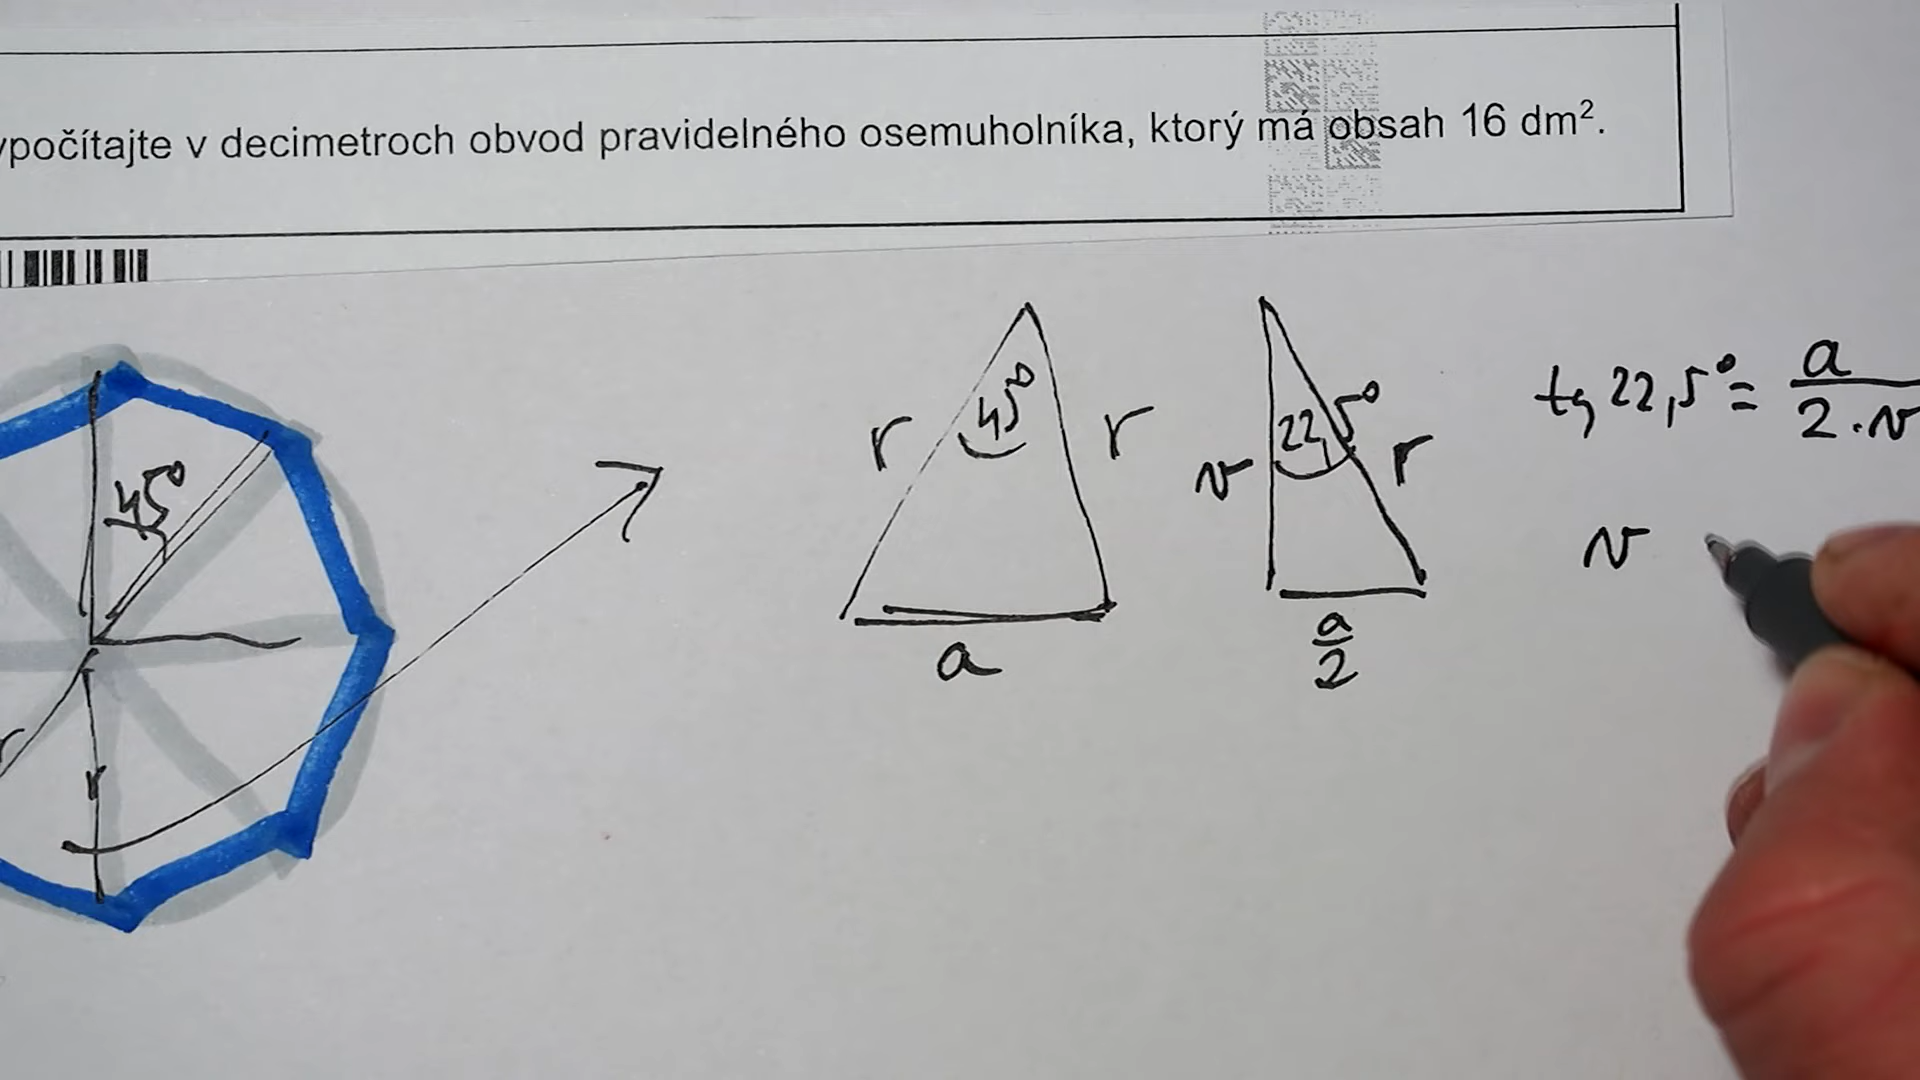 ypočítajte v decimetroch obvod pravidelného osemuholníka, ktorý má obsah 16 dm².
45°
r
r
r
45°
r
a
v
22,5°
r
a/2
tg 22,5° = a/2·v
v